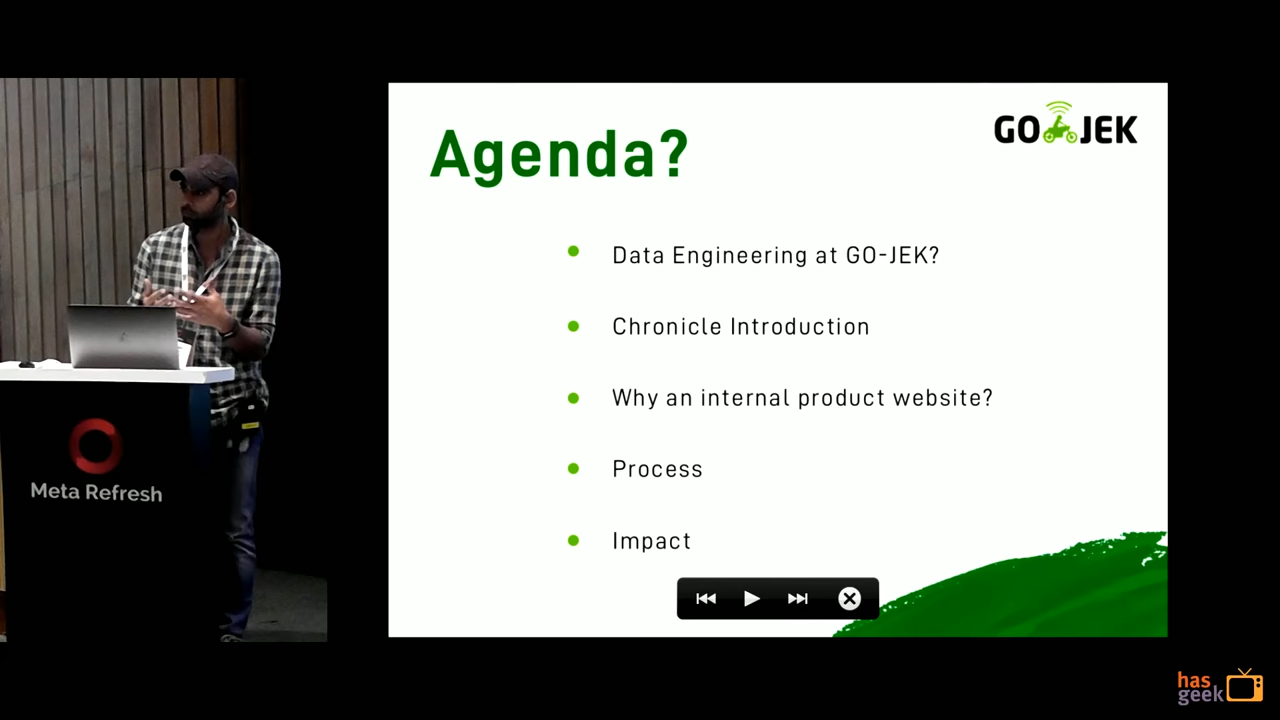 Agenda?
GO JEK
Data Engineering at GO-JEK?
Chronicle Introduction
Why an internal product website?
Process
Impact
Meta Refresh
has
geek